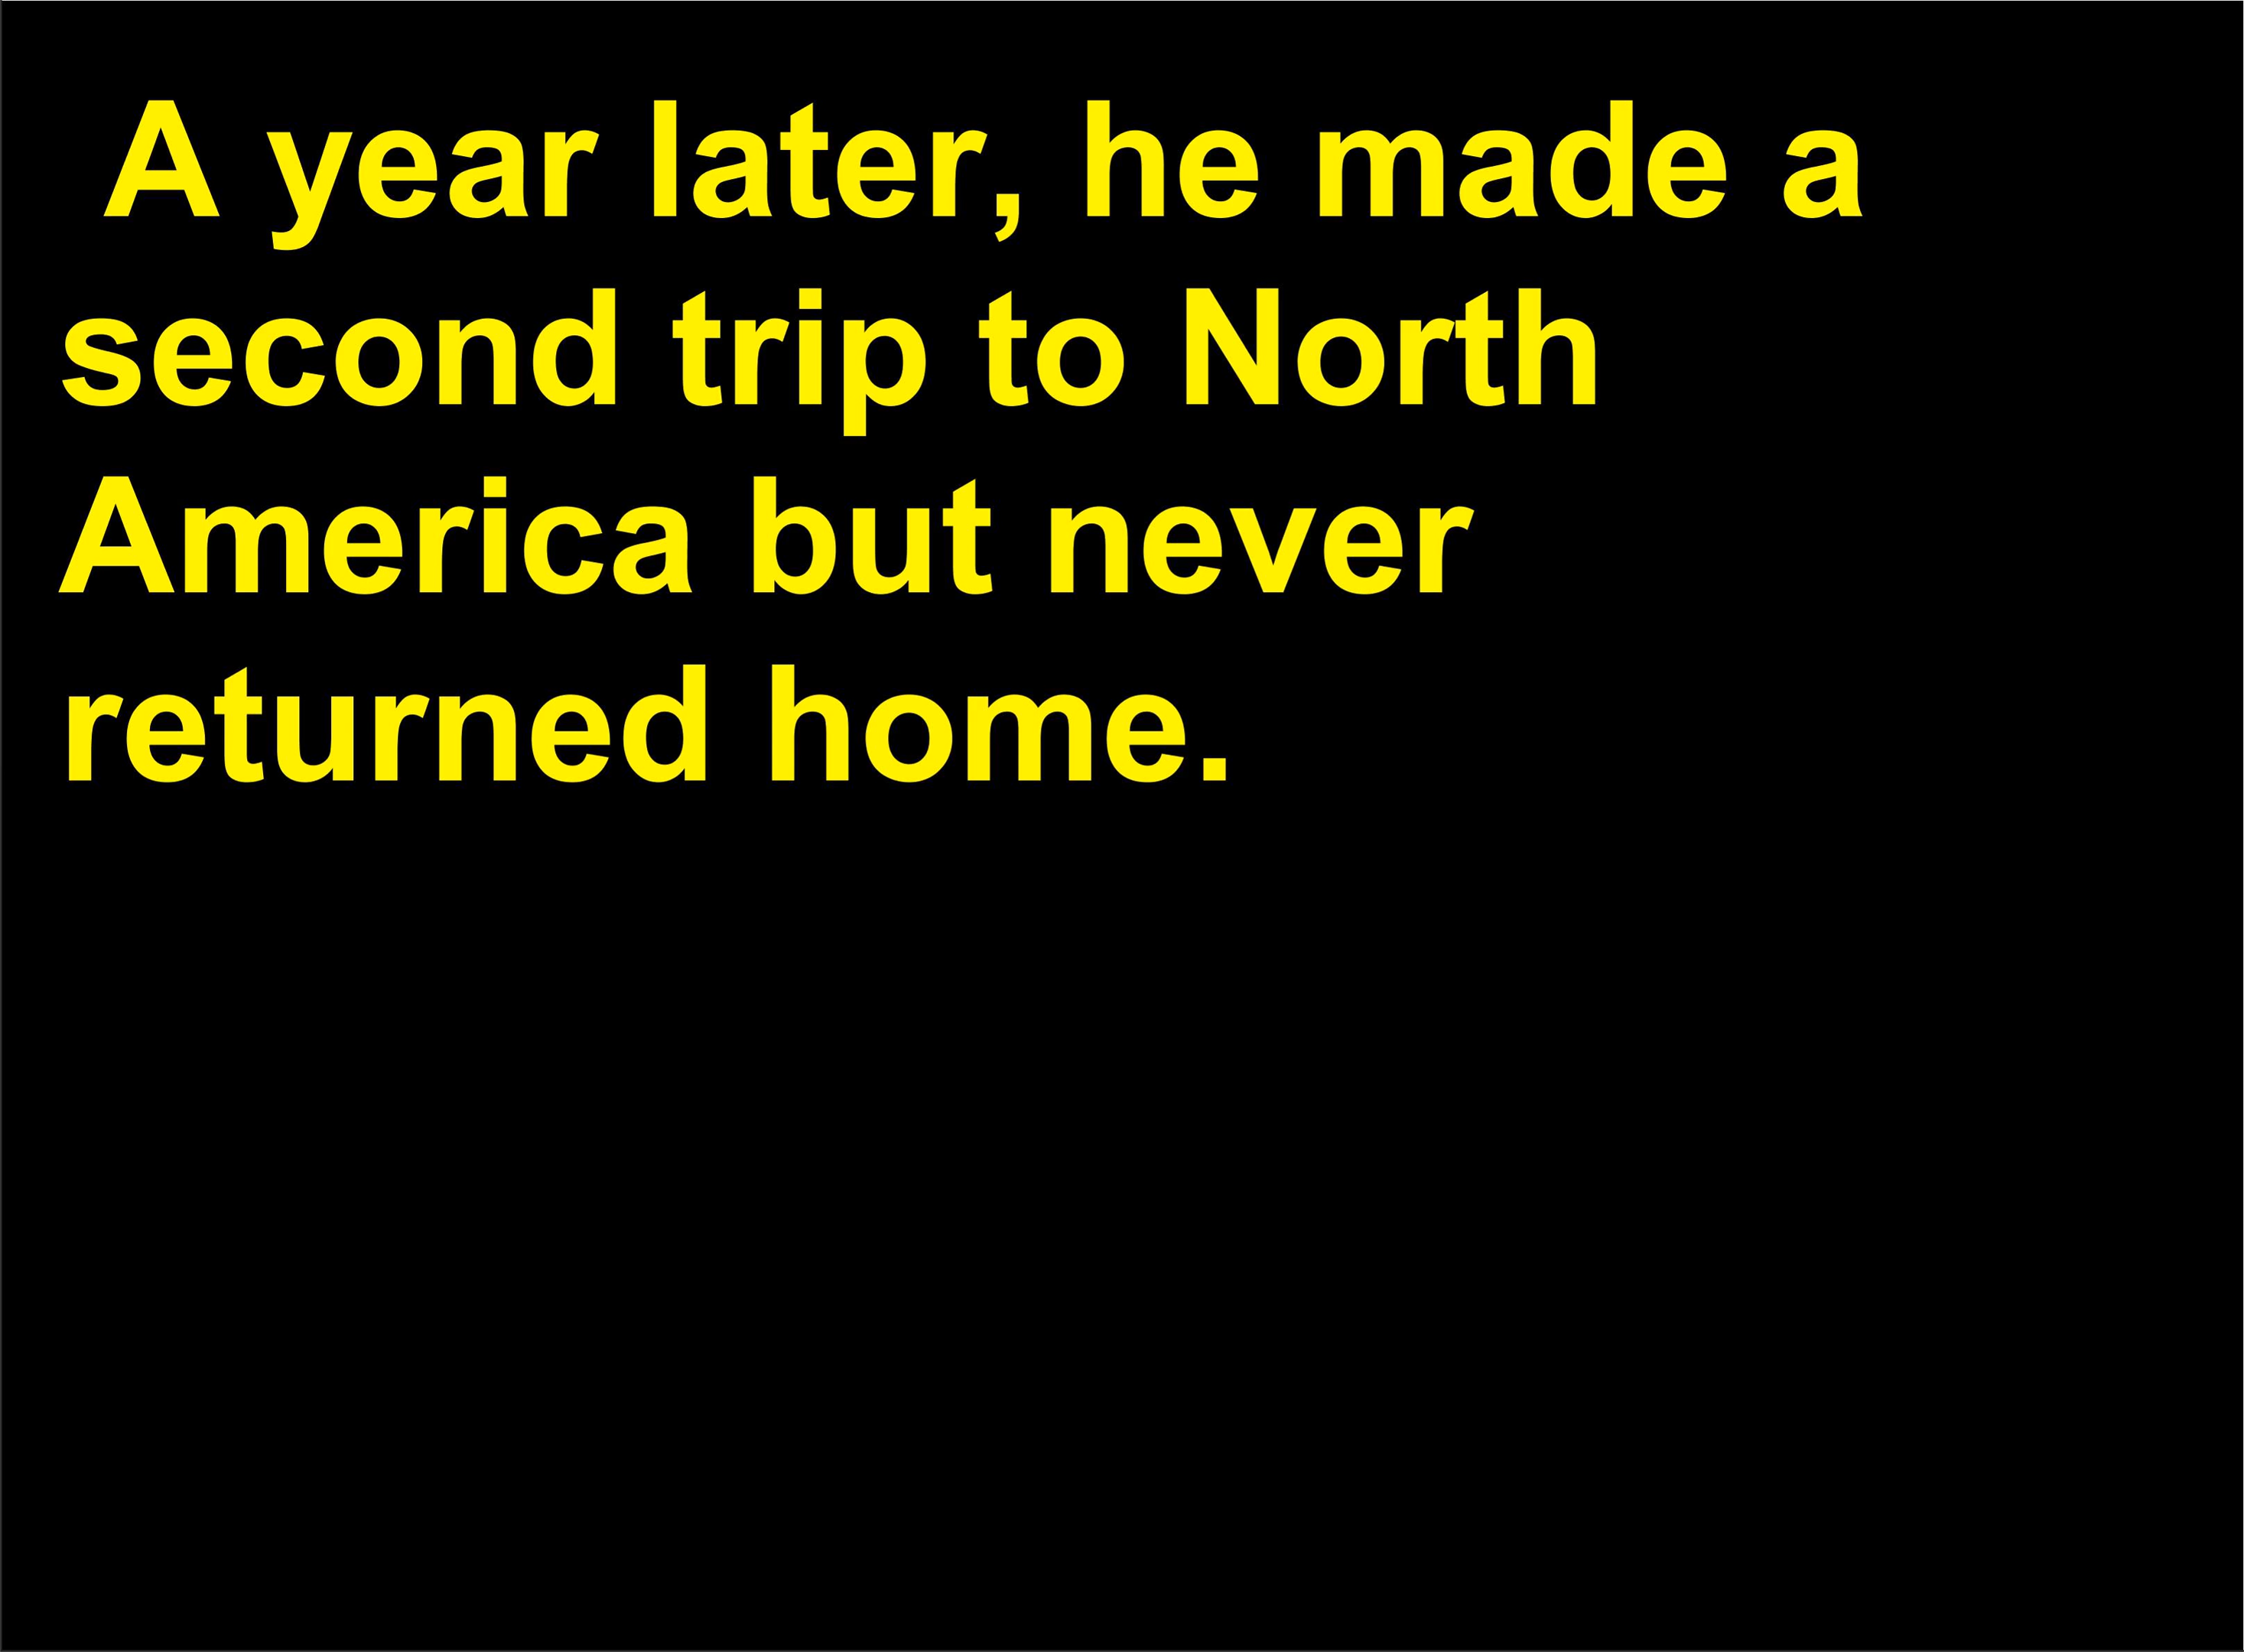 A year later, he made a
second trip to North
America but never
returned home.